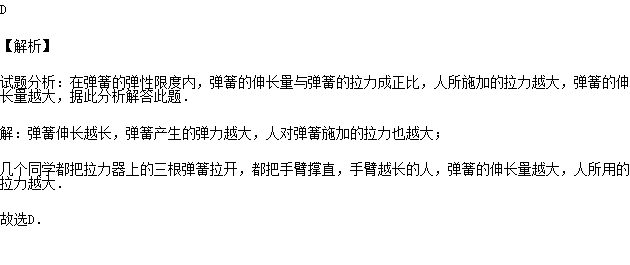 D
【解析】
试题分析：在弹簧的弹性限度内，弹簧的伸长量与弹簧的拉力成正比，人所施加的拉力越大，弹簧的伸
长量越大，据此分析解答此题．
解：弹簧伸长越长，弹簧产生的弹力越大，人对弹簧施加的拉力也越大；
几个同学都把拉力器上的三根弹簧拉开，都把手臂撑直，手臂越长的人，弹簧的伸长量越大，人所用的
拉力越大．
故选D．